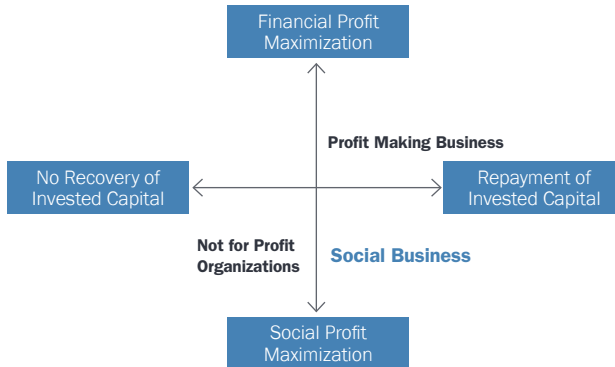 Financial Profit
Maximization
Profit Making Business
No Recovery of
Invested Capital
Repayment of
Invested Capital
Not for Profit
Organizations
Social Business
Social Profit
Maximization